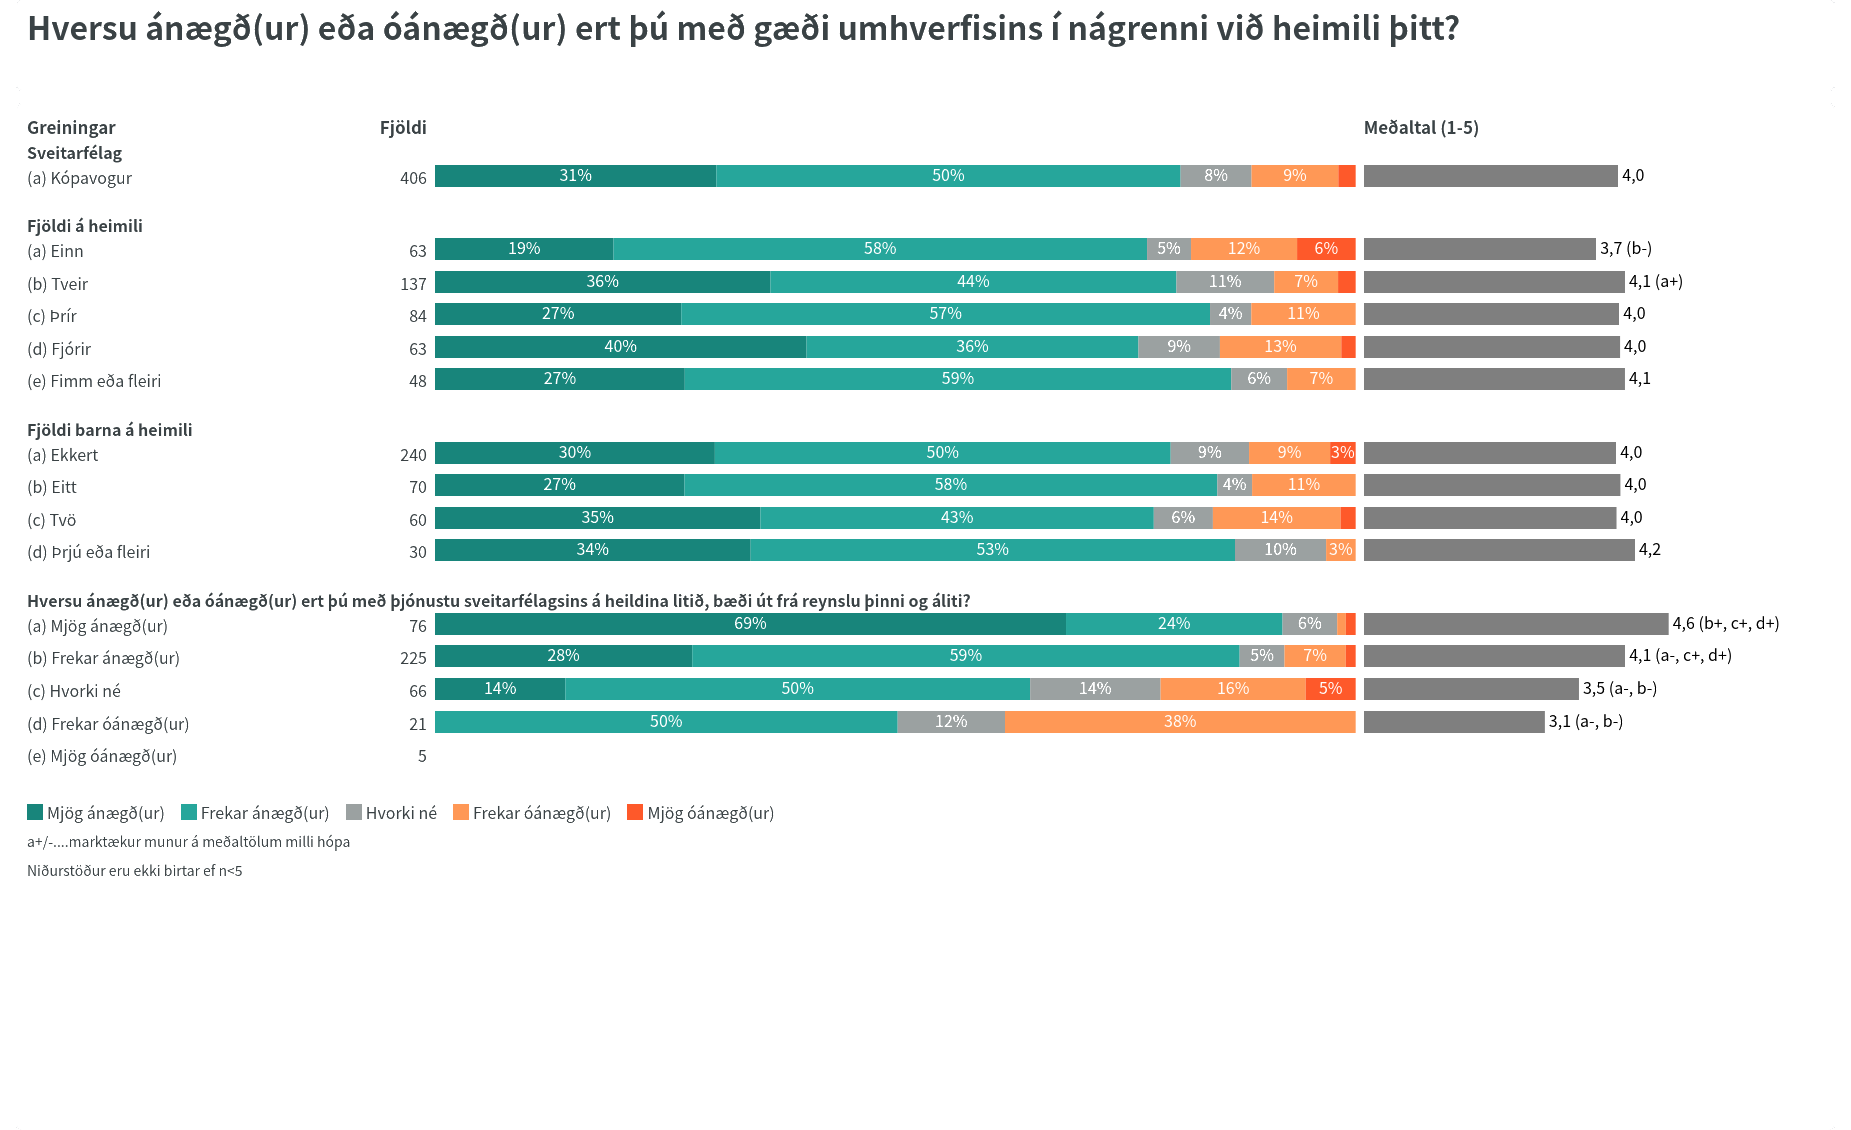 Hversu ánægð(ur) eða óánægð(ur) ert þú með gæði umhverfisins í nágrenni við heimili þitt?
Greiningar Fjöldi Meðaltal (1-5)
Sveitarfélag
(a) Kópavogur 406 31% 50% 8% 9% 4,0
Fjöldi á heimili
(a) Einn 63 19% 58% 5% 12% 6% 3,7 (b-)
(b) Tveir 137 36% 44% 11% 7% 4,1 (a+)
(c) Þrír 84 27% 57% 4% 11% 4,0
(d) Fjórir 63 40% 36% 9% 13% 4,0
(e) Fimm eða fleiri 48 27% 59% 6% 7% 4,1
Fjöldi barna á heimili
(a) Ekkert 240 30% 50% 9% 9% 3% 4,0
(b) Eitt 70 27% 58% 4% 11% 4,0
(c) Tvö 60 35% 43% 6% 14% 4,0
(d) Þrjú eða fleiri 30 34% 53% 10% 3% 4,2
Hversu ánægð(ur) eða óánægð(ur) ert þú með þjónustu sveitarfélagsins á heildina litið, bæði út frá reynslu þinni og áliti?
(a) Mjög ánægð(ur) 76 69% 24% 6% 4,6 (b+, c+, d+)
(b) Frekar ánægð(ur) 225 28% 59% 5% 7% 4,1 (a-, c+, d+)
(c) Hvorki né 66 14% 50% 14% 16% 5% 3,5 (a-, b-)
(d) Frekar óánægð(ur) 21 50% 12% 38% 3,1 (a-, b-)
(e) Mjög óánægð(ur) 5
Mjög ánægð(ur) Frekar ánægð(ur) Hvorki né Frekar óánægð(ur) Mjög óánægð(ur)
a+/-....marktækur munur á meðaltölum milli hópa
Niðurstöður eru ekki birtar ef n<5